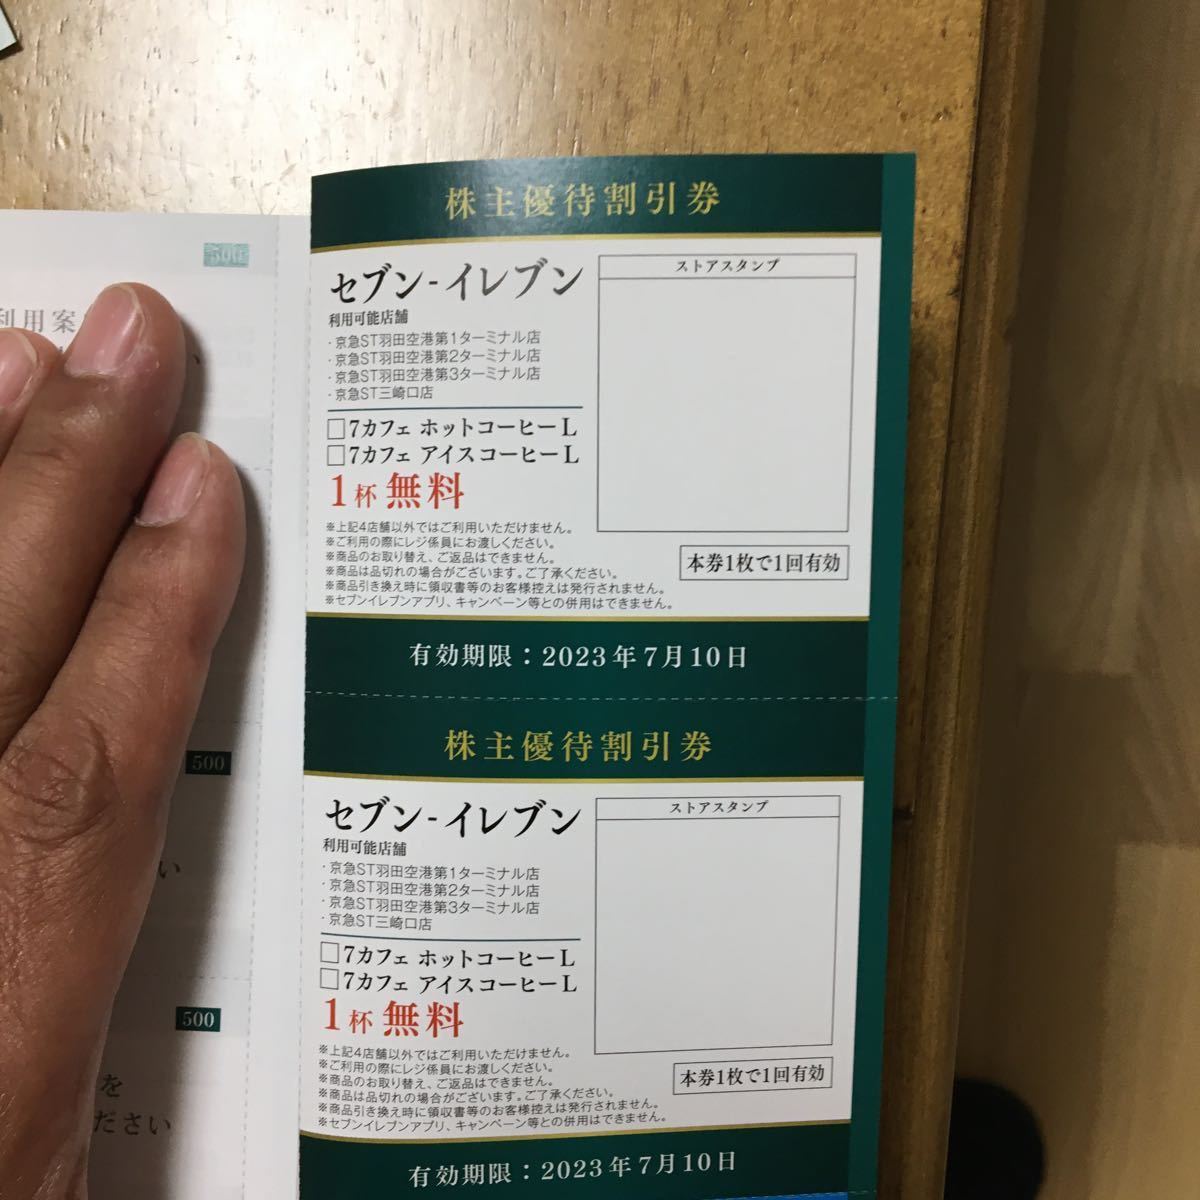 株主優待割引券
セブン-イレブン
利用可能店舗
・京急ST羽田空港第1ターミナル店
・京急ST羽田空港第2ターミナル店
・京急ST羽田空港第3ターミナル店
・京急ST三崎口店
□7カフェ ホットコーヒーL
□7カフェ アイスコーヒーL
1杯 無料
ストアスタンプ
※上記4店舗以外ではご利用いただけません。
※ご利用の際にレジ係員にお渡しください。
※商品のお取り替え、ご返品はできません。
※商品は品切れの場合がございます。ご了承ください。
※商品引き換え時に領収書等のお客様控えは発行されません。
※セブンイレブンアプリ、キャンペーン等との併用はできません。
本券1枚で1回有効
有効期限：2023年7月10日
株主優待割引券
セブン-イレブン
利用可能店舗
・京急ST羽田空港第1ターミナル店
・京急ST羽田空港第2ターミナル店
・京急ST羽田空港第3ターミナル店
・京急ST三崎口店
□7カフェ ホットコーヒーL
□7カフェ アイスコーヒーL
1杯 無料
ストアスタンプ
※上記4店舗以外ではご利用いただけません。
※ご利用の際にレジ係員にお渡しください。
※商品のお取り替え、ご返品はできません。
※商品は品切れの場合がございます。ご了承ください。
※商品引き換え時に領収書等のお客様控えは発行されません。
※セブンイレブンアプリ、キャンペーン等との併用はできません。
本券1枚で1回有効
有効期限：2023年7月10日
500
利用案
500
い
500
を
ださい